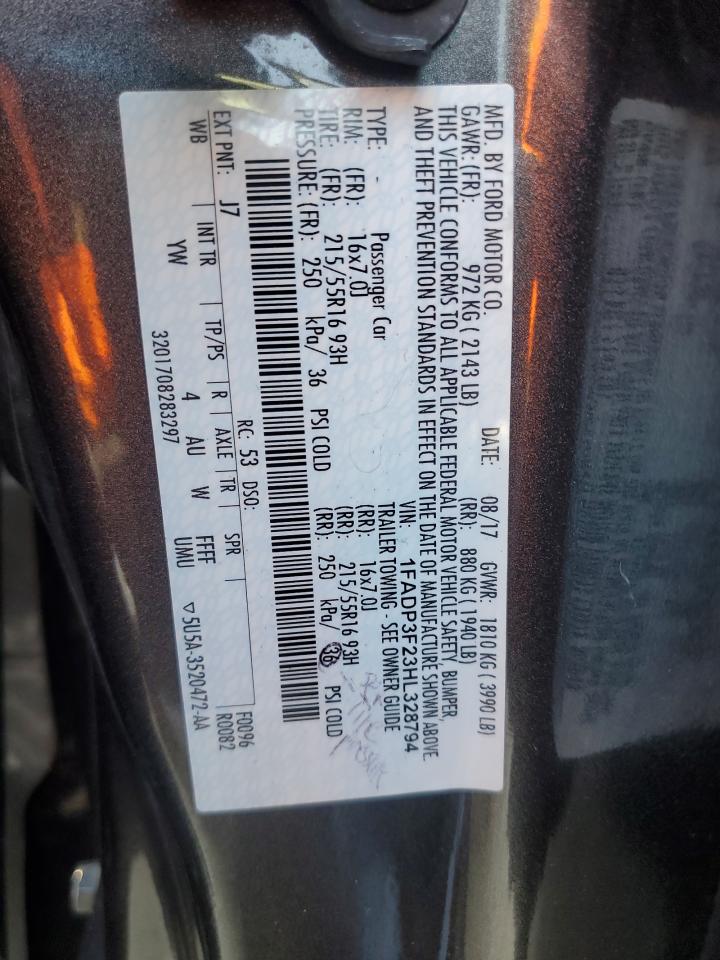 MFD. BY FORD MOTOR CO. DATE: 08/17 GVWR: 1810 KG ( 3990 LB)
GAWR: (FR): 972 KG ( 2143 LB) (RR): 880 KG ( 1940 LB)
THIS VEHICLE CONFORMS TO ALL APPLICABLE FEDERAL MOTOR VEHICLE SAFETY, BUMPER,
AND THEFT PREVENTION STANDARDS IN EFFECT ON THE DATE OF MANUFACTURE SHOWN ABOVE.
VIN: 1FADP3F23HL328794
TYPE: - Passenger Car TRAILER TOWING - SEE OWNER GUIDE
RIM: (FR): 16x7.0J (RR): 16x7.0J
TIRE: (FR): 215/55R16 93H (RR): 215/55R16 93H
PRESSURE: (FR): 250 kPa/ 36 PSI COLD (RR): 250 kPa/ 36 PSI COLD
RC: 53 DSO: F0096
EXT PNT: J7 R0082
WB INT TR TP/PS R AXLE TR SPR
YW 4 AU W FFFF
UMU
3201708283297 ▽5U5A-3520472-AA